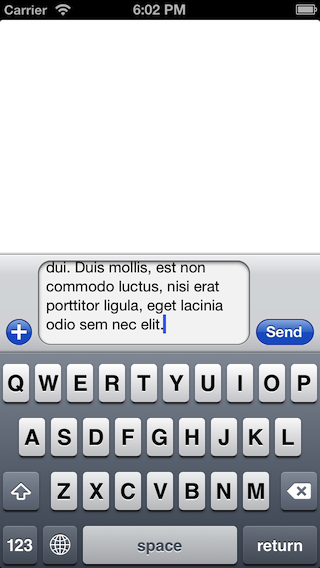 Carrier 6:02 PM
dui. Duis mollis, est non
commodo luctus, nisi erat
porttitor ligula, eget lacinia
odio sem nec elit.
Send
Q W E R T Y U I O P
A S D F G H J K L
Z X C V B N M
123 space return